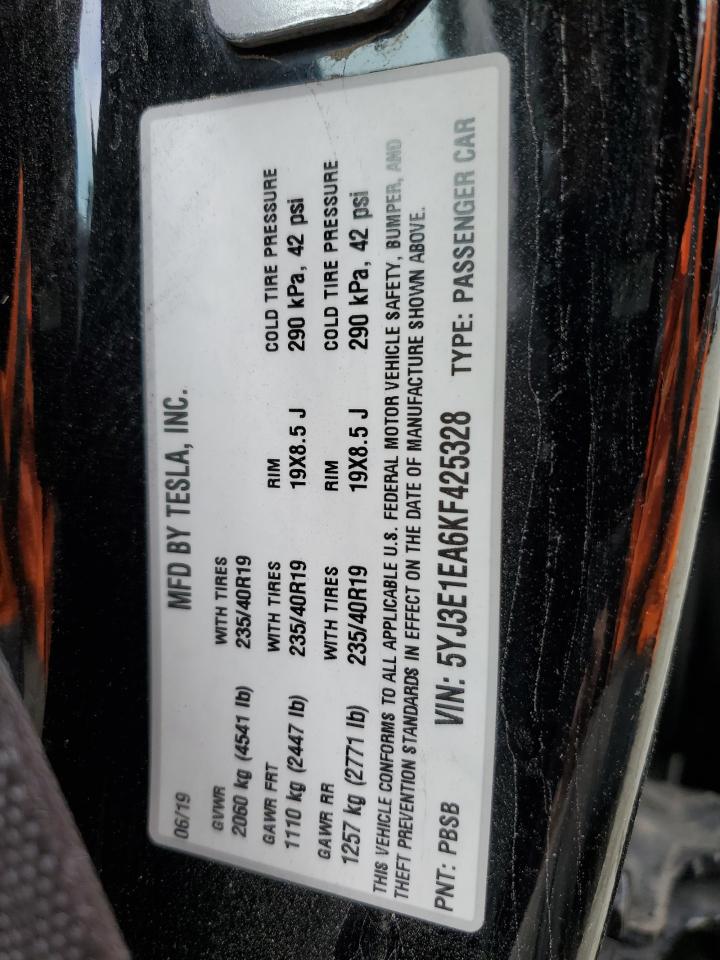 MFD BY TESLA, INC.
06/19
GVWR WITH TIRES
2060 kg (4541 lb) 235/40R19
GAWR FRT WITH TIRES RIM COLD TIRE PRESSURE
1110 kg (2447 lb) 235/40R19 19X8.5 J 290 kPa, 42 psi
GAWR RR WITH TIRES RIM COLD TIRE PRESSURE
1257 kg (2771 lb) 235/40R19 19X8.5 J 290 kPa, 42 psi
THIS VEHICLE CONFORMS TO ALL APPLICABLE U.S. FEDERAL MOTOR VEHICLE SAFETY, BUMPER, AND
THEFT PREVENTION STANDARDS IN EFFECT ON THE DATE OF MANUFACTURE SHOWN ABOVE.
PNT: PBSB VIN: 5YJ3E1EA6KF425328 TYPE: PASSENGER CAR